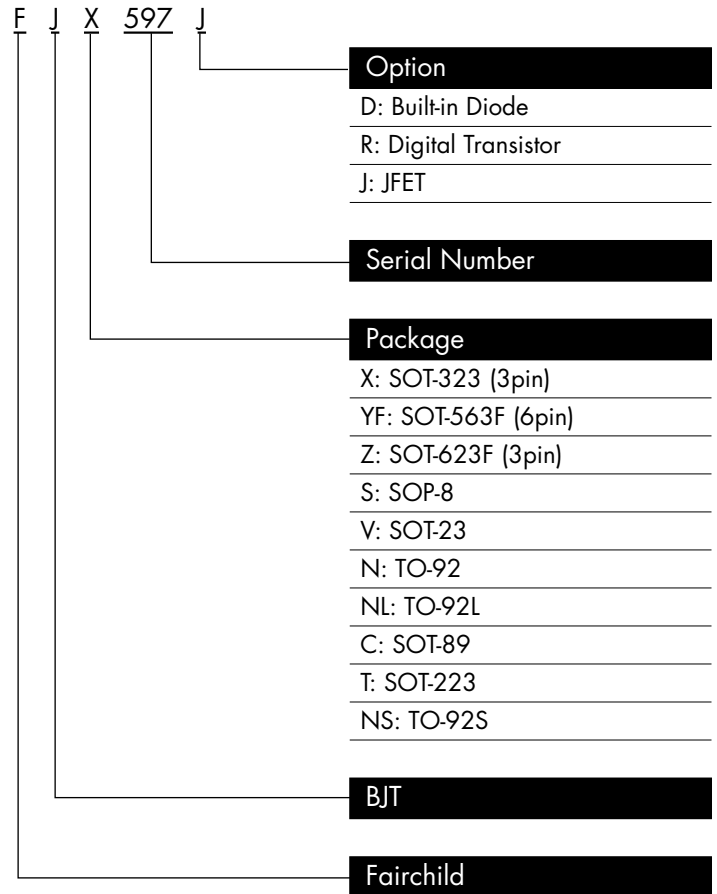 F J X 597 J
Option
D: Built-in Diode
R: Digital Transistor
J: JFET
Serial Number
Package
X: SOT-323 (3pin)
YF: SOT-563F (6pin)
Z: SOT-623F (3pin)
S: SOP-8
V: SOT-23
N: TO-92
NL: TO-92L
C: SOT-89
T: SOT-223
NS: TO-92S
BJT
Fairchild